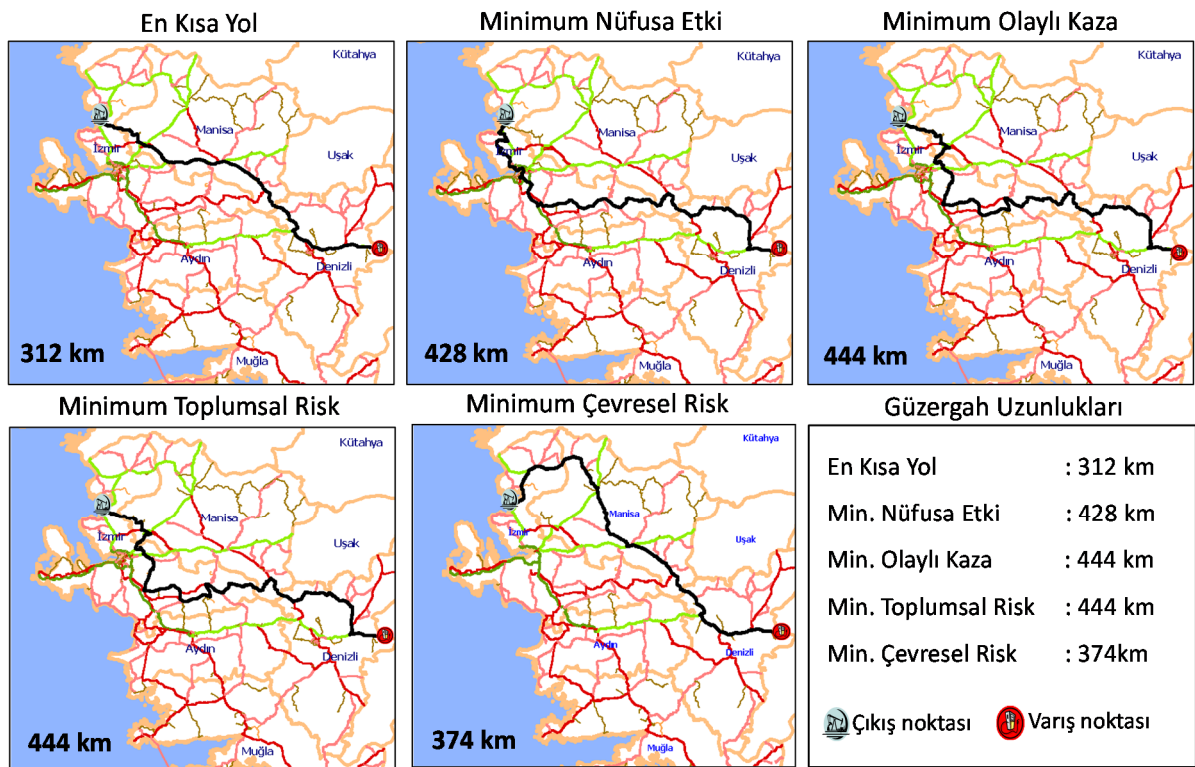 En Kısa Yol
Kütahya
Manisa
İzmir
Uşak
Aydın
Denizli
Muğla
312 km
Minimum Nüfusa Etki
Kütahya
Manisa
İzmir
Uşak
Aydın
Denizli
Muğla
428 km
Minimum Olaylı Kaza
Kütahya
Manisa
İzmir
Uşak
Aydın
Denizli
Muğla
444 km
Minimum Toplumsal Risk
Kütahya
Manisa
İzmir
Uşak
Aydın
Denizli
Muğla
444 km
Minimum Çevresel Risk
Kütahya
Manisa
İzmir
Uşak
Aydın
Denizli
Muğla
374 km
Güzergah Uzunlukları
En Kısa Yol : 312 km
Min. Nüfusa Etki : 428 km
Min. Olaylı Kaza : 444 km
Min. Toplumsal Risk : 444 km
Min. Çevresel Risk : 374km
Çıkış noktası Varış noktası